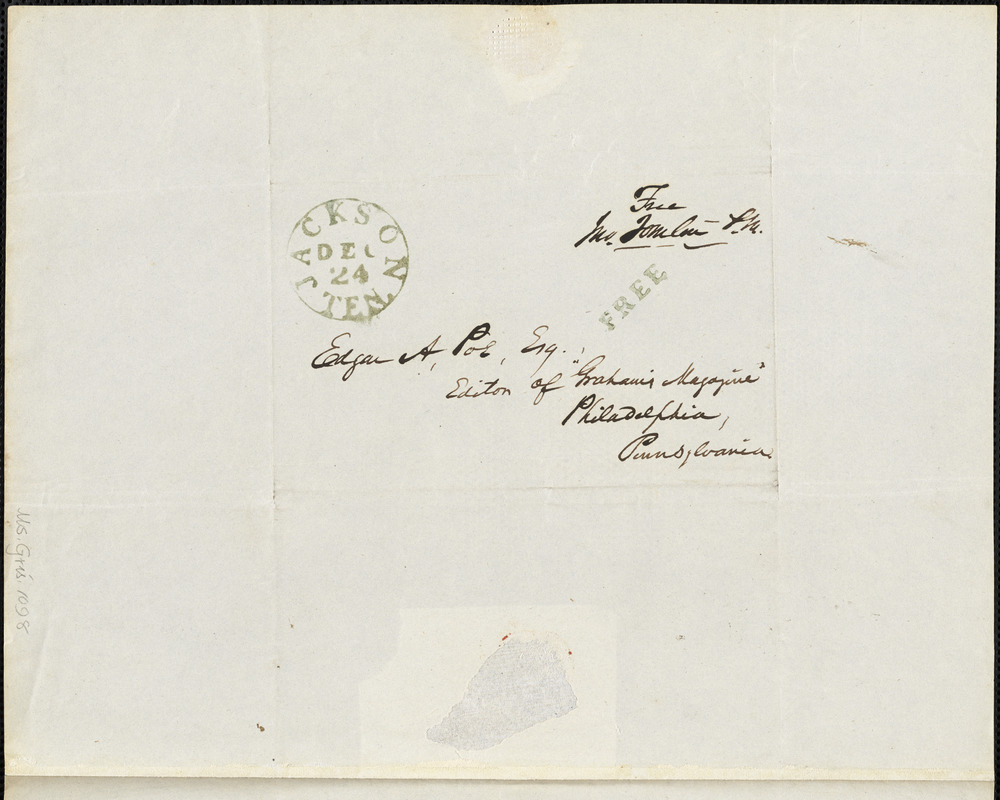 JACKSON
DEC
24
TEN.
Free
Jno. Tomlin P.M.
FREE
Edgar A, Poe, Esq.,
Editor of "Graham's Magazine"
Philadelphia,
Pennsylvania.
Ms. Gris. 1098